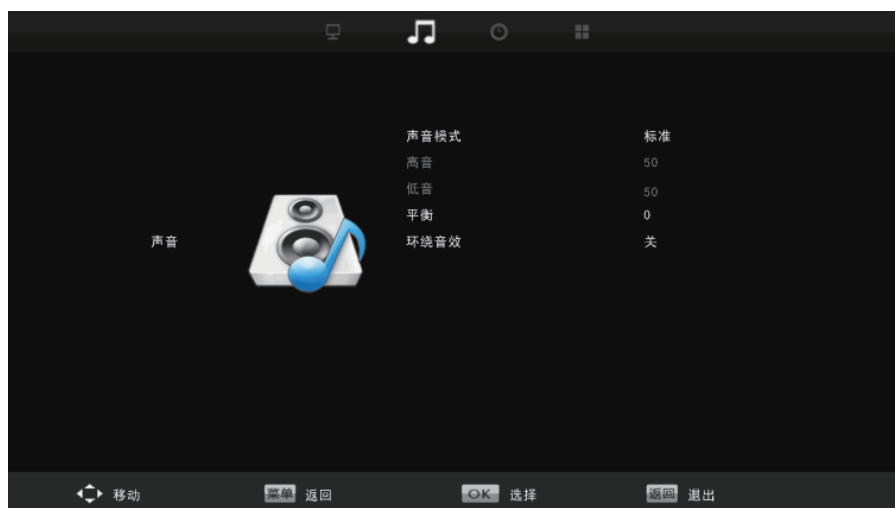 声音模式 标准
高音 50
低音 50
平衡 0
声音
环绕音效 关
移动 菜单 返回 OK 选择 返回 退出